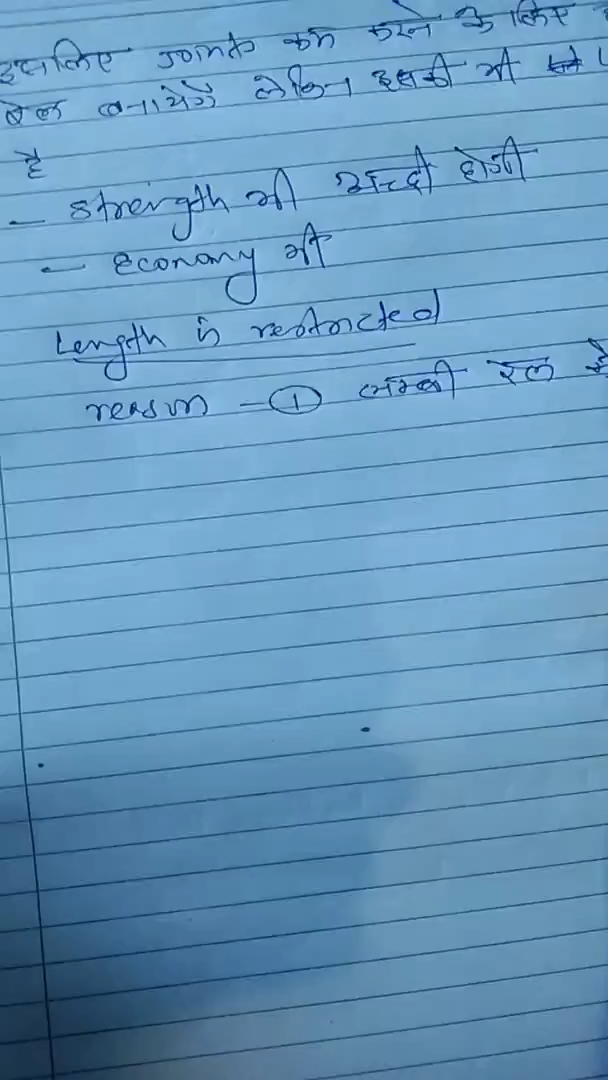 इसलिए Joints कम करने के लिए
बनायेगें लेकिन इसकी भी
है
- strength भी अच्छी होगी
- economy भी
Length is restricted
reason - ① लम्बी रेल